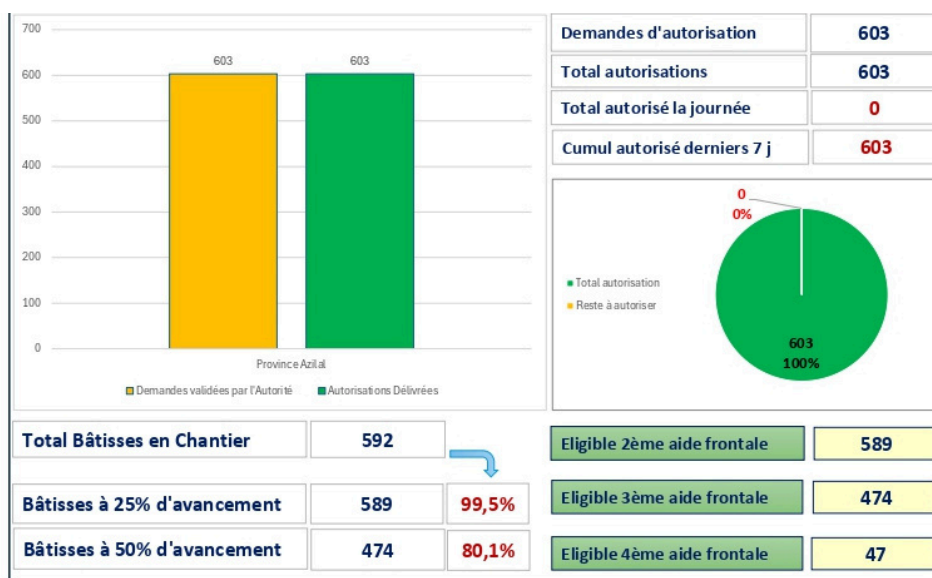 700
600
500
400
300
200
100
0
603
603
Province Azilal
Demandes validées par l'Autorité
Autorisations Délivrées
Demandes d'autorisation 603
Total autorisations 603
Total autorisé la journée 0
Cumul autorisé derniers 7 j 603
0
0%
Total autorisation
Reste à autoriser
603
100%
Total Bâtisses en Chantier 592
Bâtisses à 25% d'avancement 589 99,5%
Bâtisses à 50% d'avancement 474 80,1%
Eligible 2ème aide frontale 589
Eligible 3ème aide frontale 474
Eligible 4ème aide frontale 47